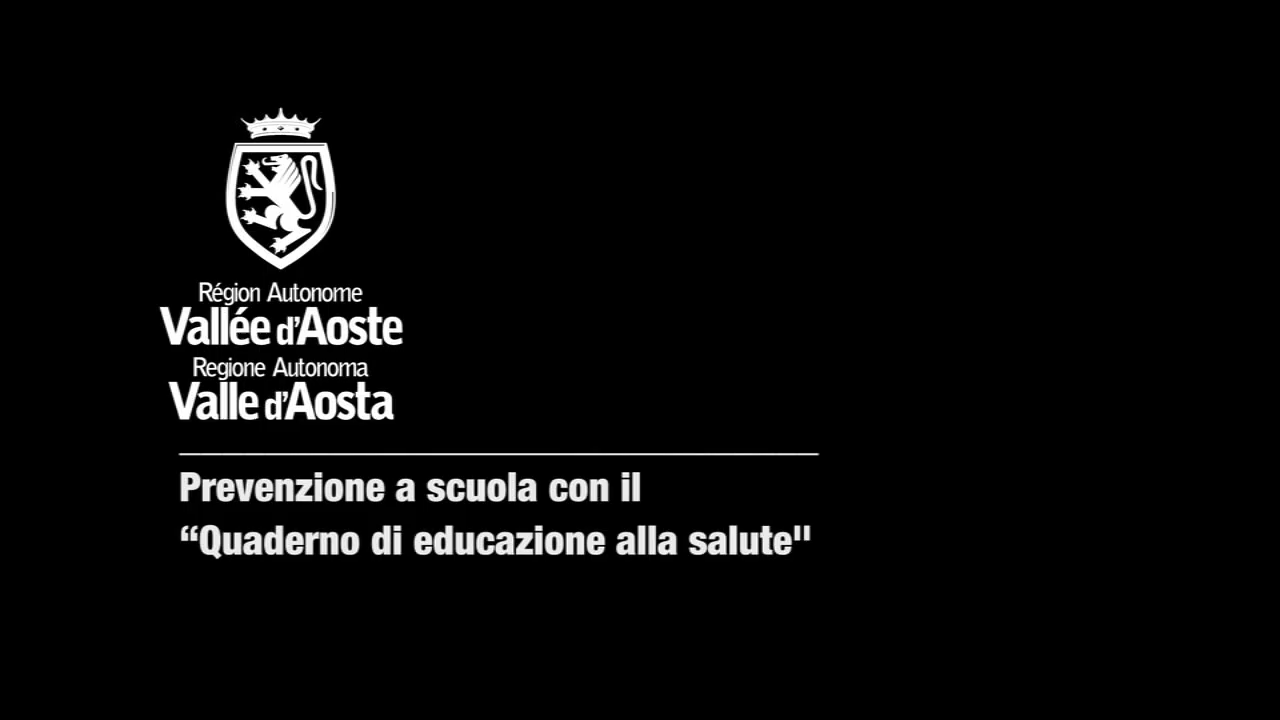 Région Autonome
Vallée d'Aoste
Regione Autonoma
Valle d'Aosta
Prevenzione a scuola con il
“Quaderno di educazione alla salute"